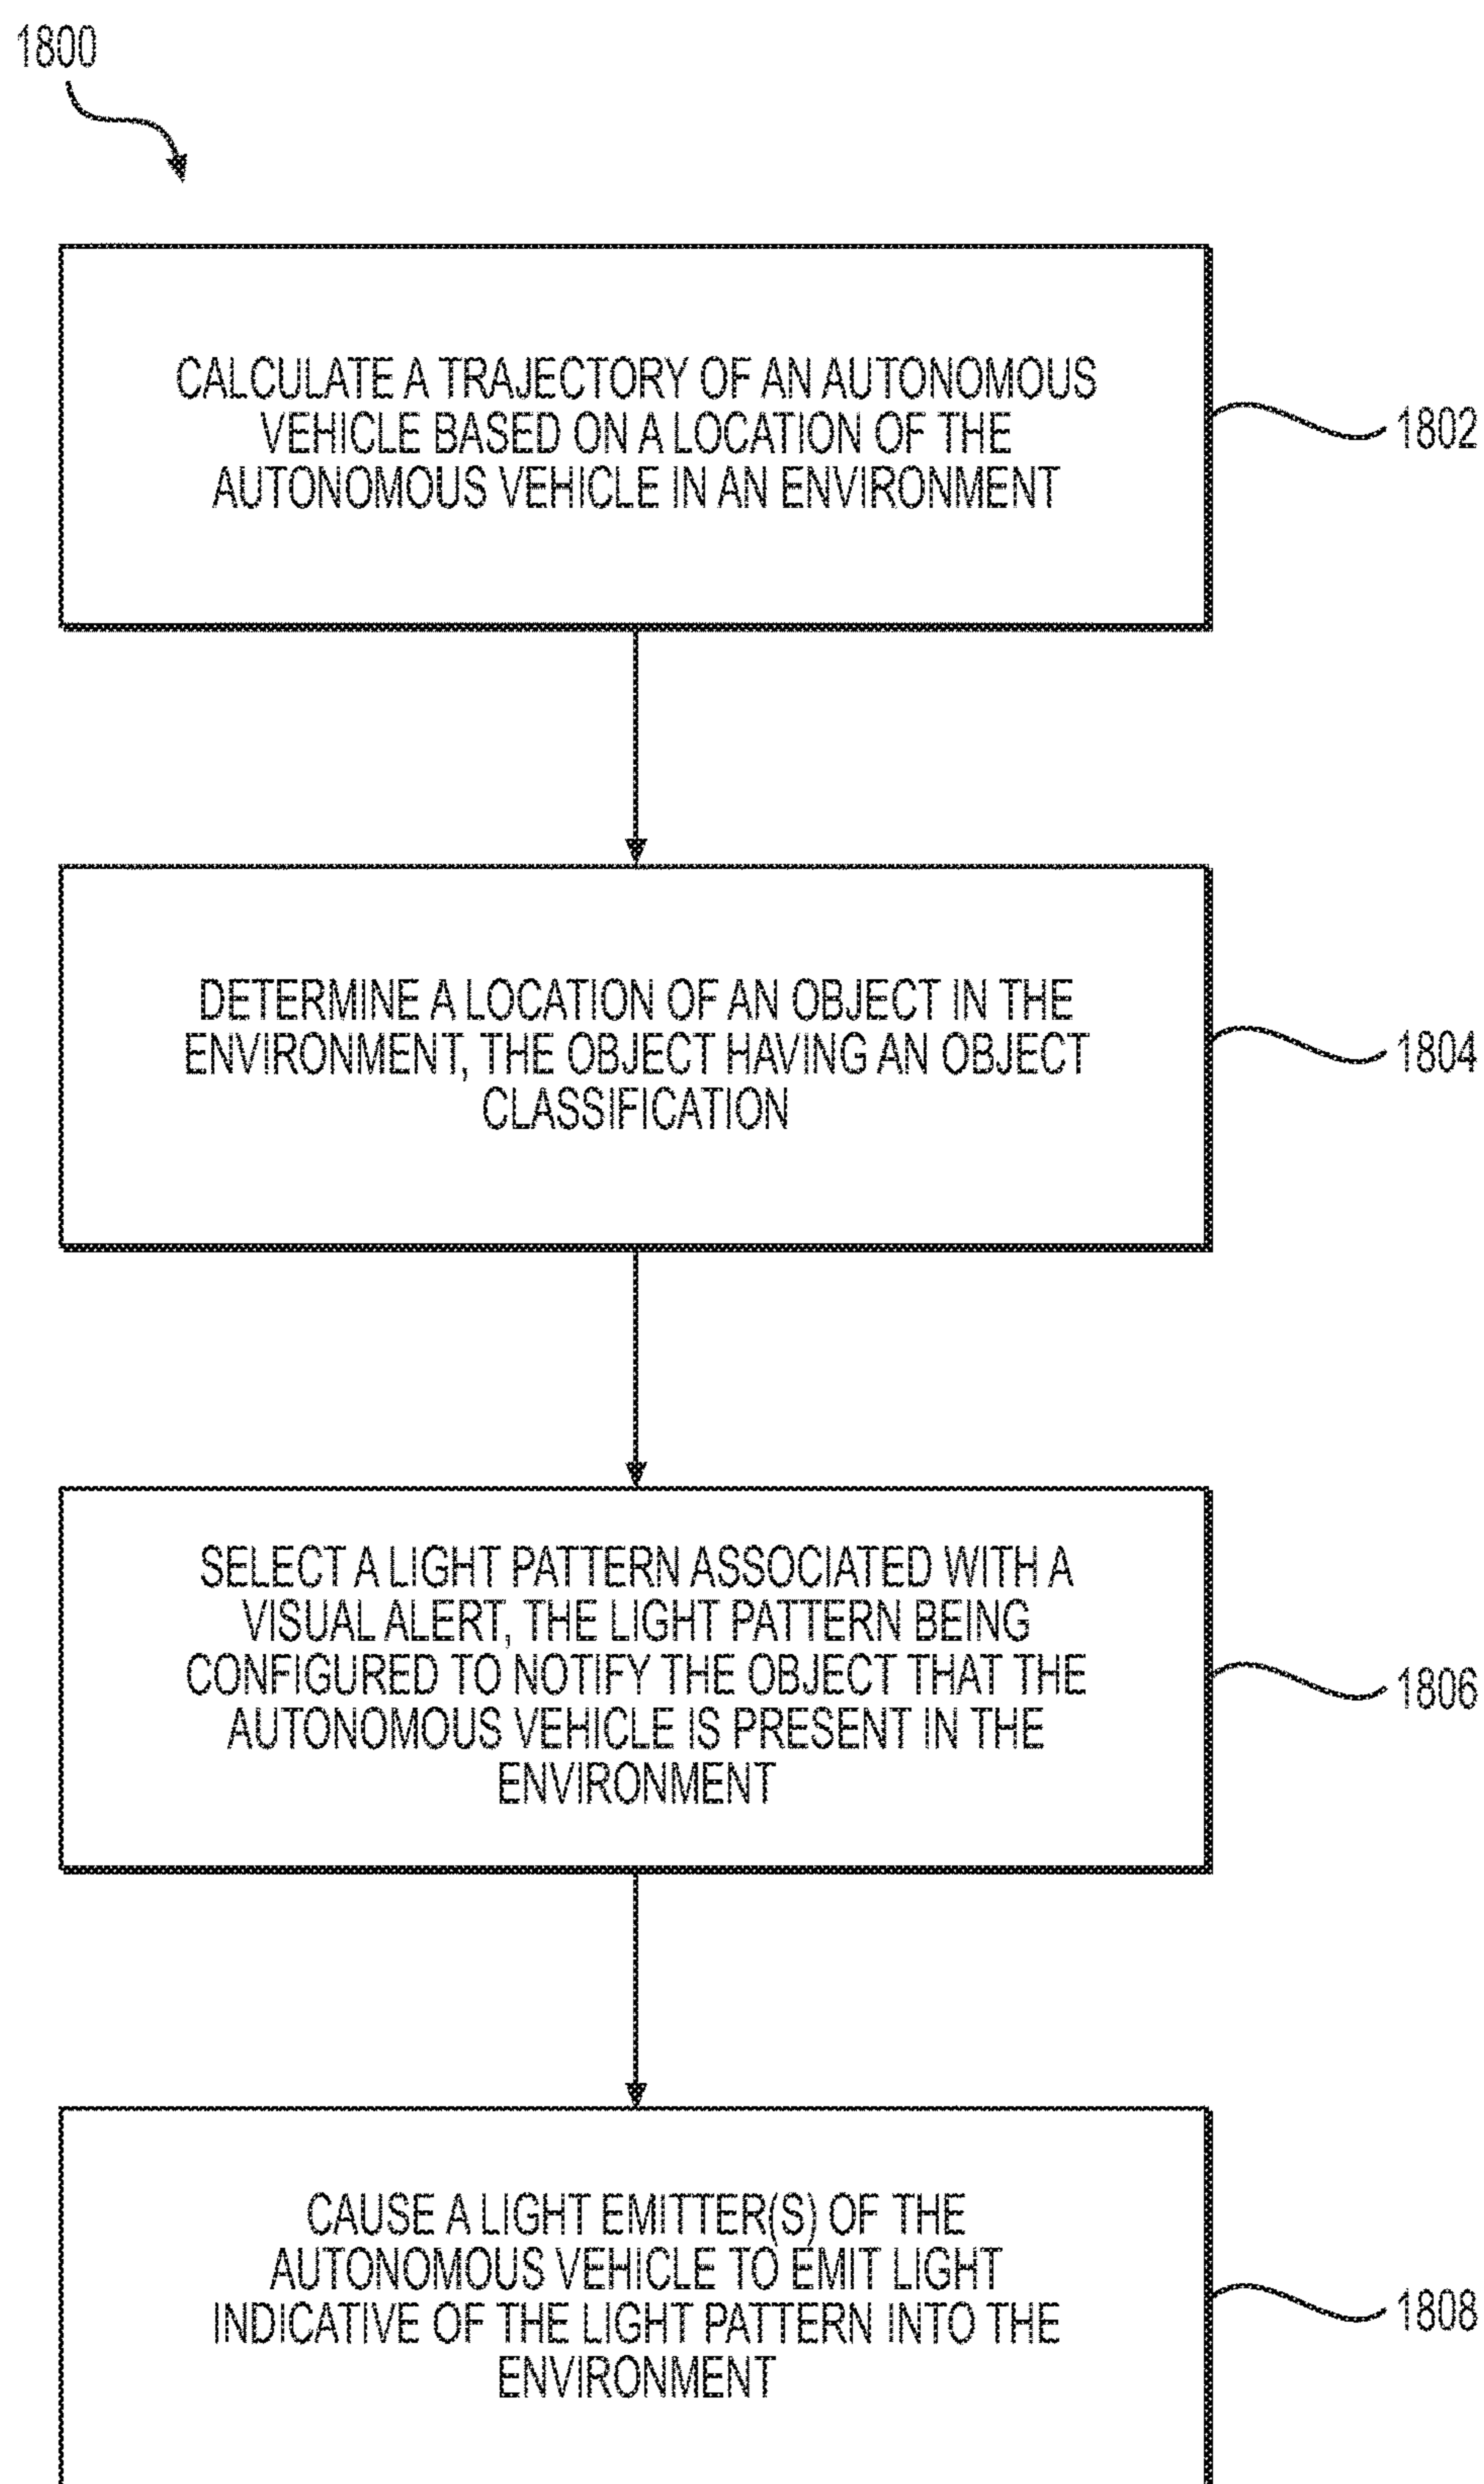 1800
CALCULATE A TRAJECTORY OF AN AUTONOMOUS
VEHICLE BASED ON A LOCATION OF THE
AUTONOMOUS VEHICLE IN AN ENVIRONMENT
1802
DETERMINE A LOCATION OF AN OBJECT IN THE
ENVIRONMENT, THE OBJECT HAVING AN OBJECT
CLASSIFICATION
1804
SELECT A LIGHT PATTERN ASSOCIATED WITH A
VISUAL ALERT, THE LIGHT PATTERN BEING
CONFIGURED TO NOTIFY THE OBJECT THAT THE
AUTONOMOUS VEHICLE IS PRESENT IN THE
ENVIRONMENT
1806
CAUSE A LIGHT EMITTER(S) OF THE
AUTONOMOUS VEHICLE TO EMIT LIGHT
INDICATIVE OF THE LIGHT PATTERN INTO THE
ENVIRONMENT
1808